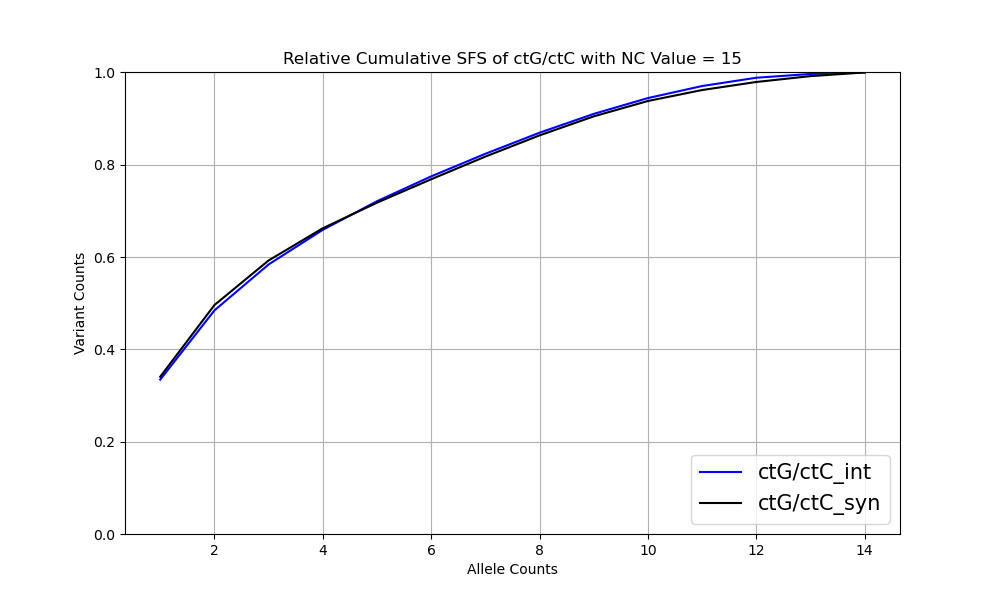 Relative Cumulative SFS of ctG/ctC with NC Value = 15
1.0
0.8
0.6
0.4
0.2
0.0
Variant Counts
2 4 6 8 10 12 14
Allele Counts
ctG/ctC_int
ctG/ctC_syn